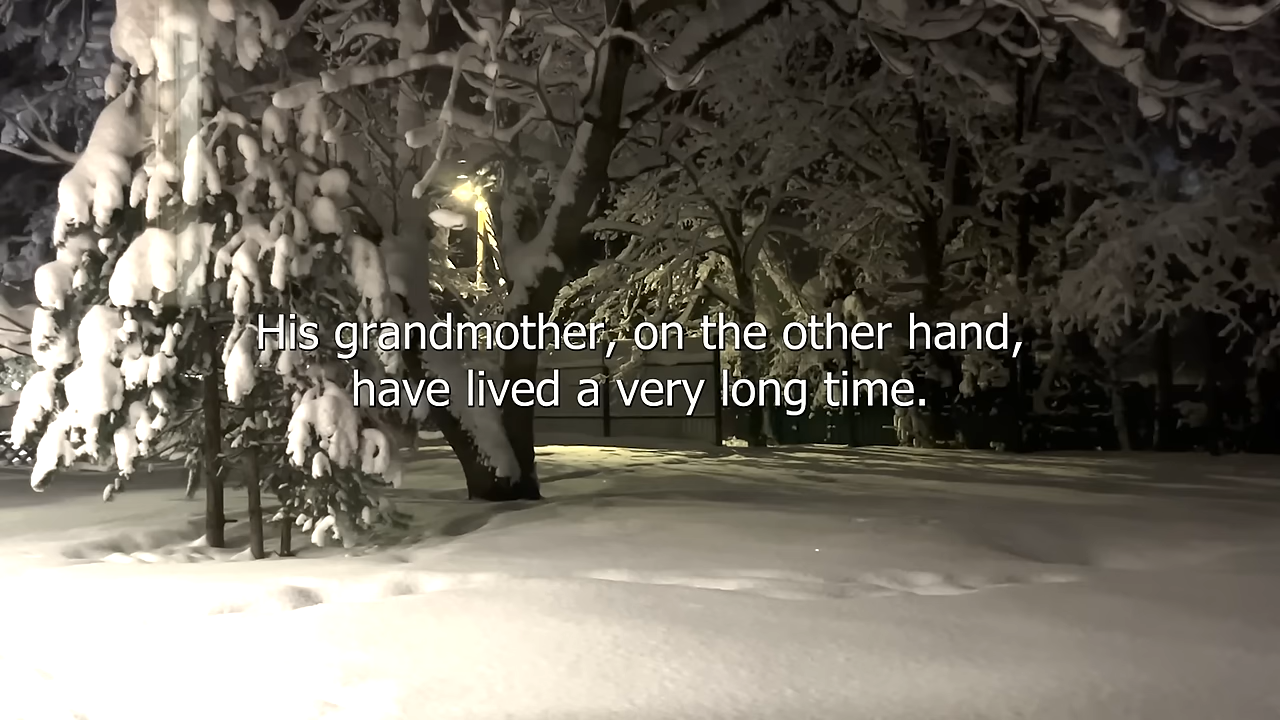 His grandmother, on the other hand,
have lived a very long time.